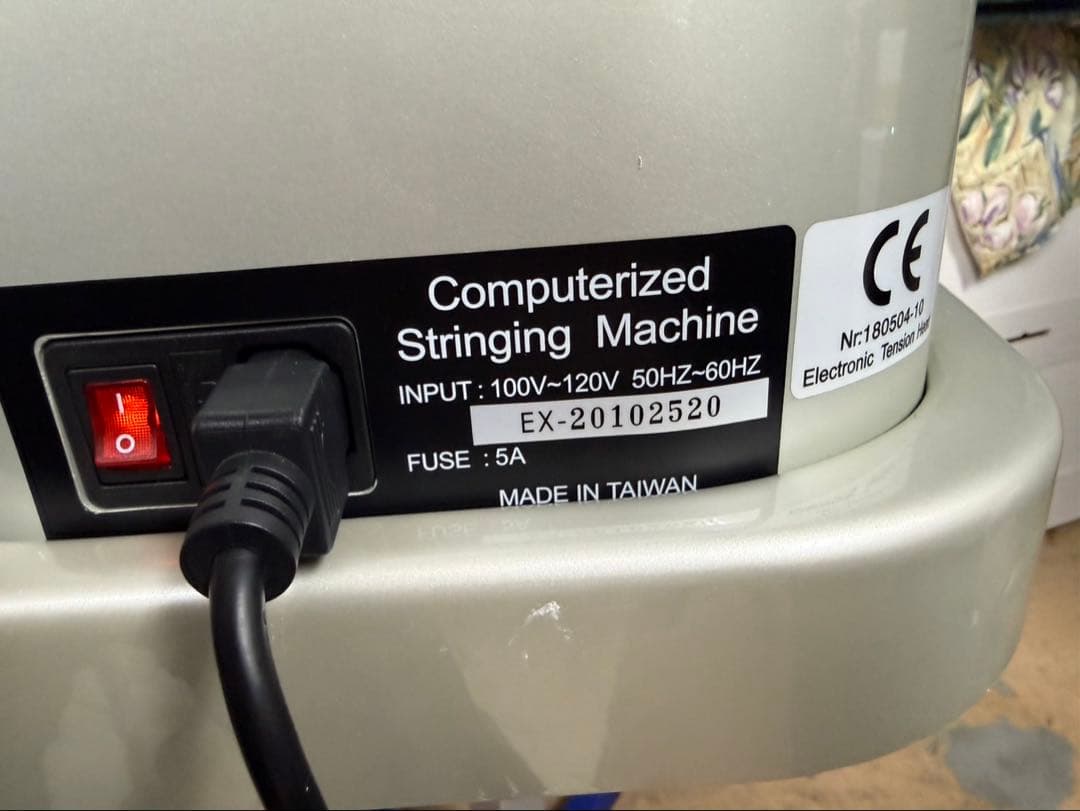 Computerized
Stringing Machine
INPUT : 100V~120V 50HZ~60HZ
EX-20102520
FUSE : 5A
MADE IN TAIWAN
CE
Nr:180504-10
Electronic Tension
I
O